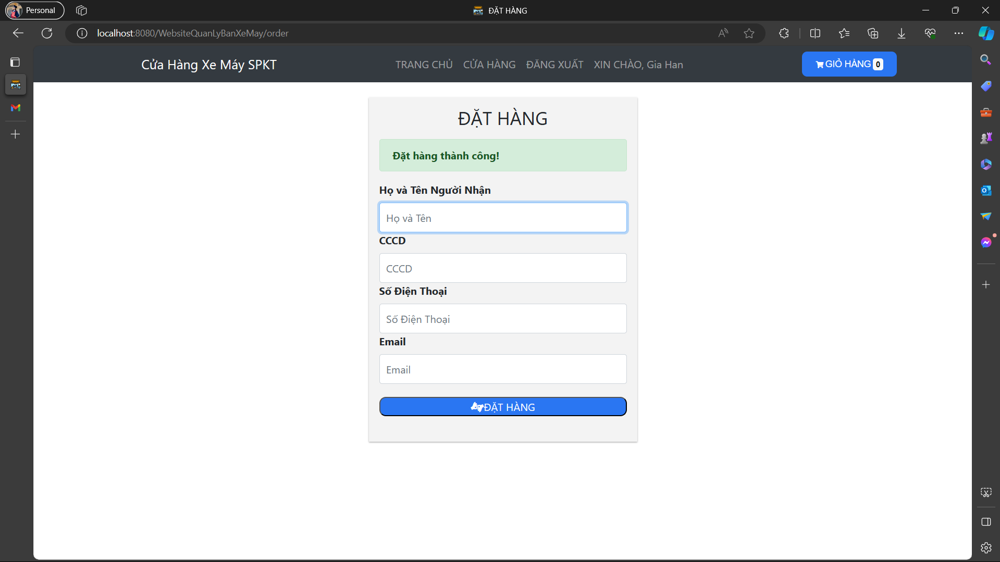 Personal
ĐẶT HÀNG
localhost:8080/WebsiteQuanLyBanXeMay/order
Cửa Hàng Xe Máy SPKT
TRANG CHỦ
CỬA HÀNG
ĐĂNG XUẤT
XIN CHÀO, Gia Han
GIỎ HÀNG 0
ĐẶT HÀNG
Đặt hàng thành công!
Họ và Tên Người Nhận
Họ và Tên
CCCD
CCCD
Số Điện Thoại
Số Điện Thoại
Email
Email
ĐẶT HÀNG